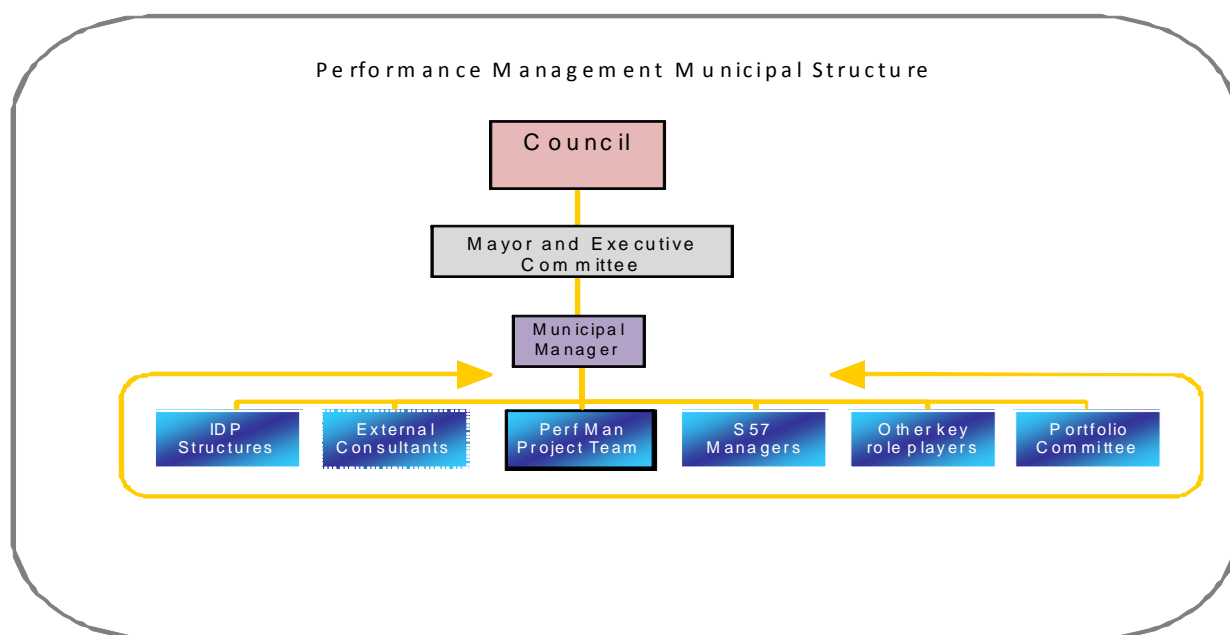 Performance Management Municipal Structure
Council
Mayor and Executive
Committee
Municipal
Manager
IDP
Structures
External
Consultants
Perf Man
Project Team
S57
Managers
Other key
role players
Portfolio
Committee